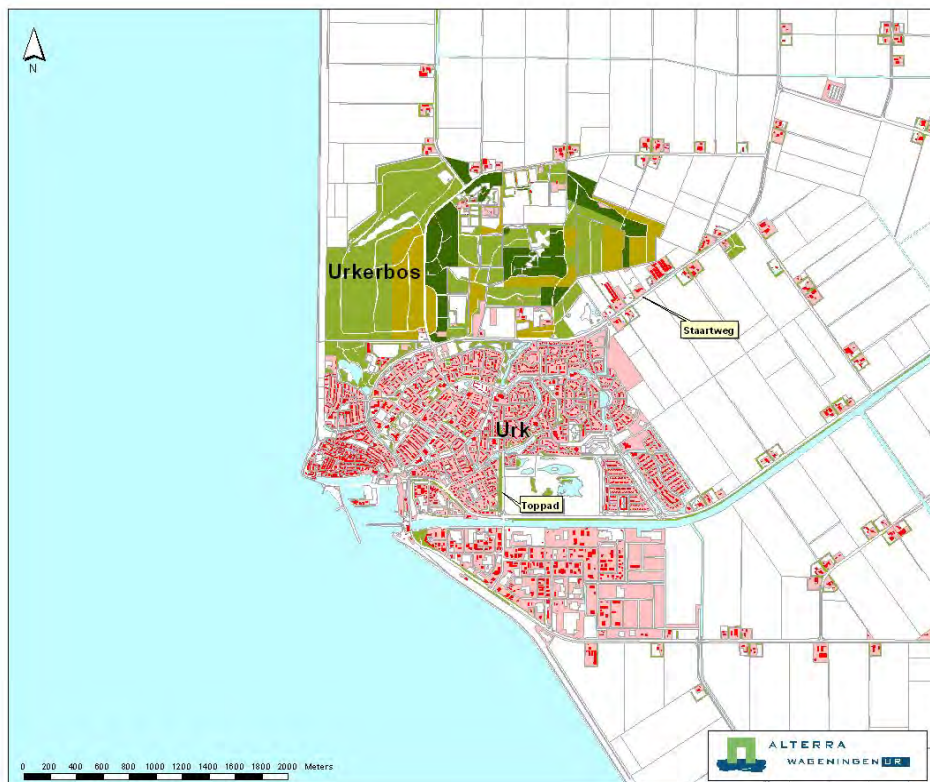 N
Urkerbos
Staartweg
Urk
Toppad
0 200 400 600 800 1000 1200 1400 1600 1800 2000 Meters
ALTERRA
WAGENINGEN UR